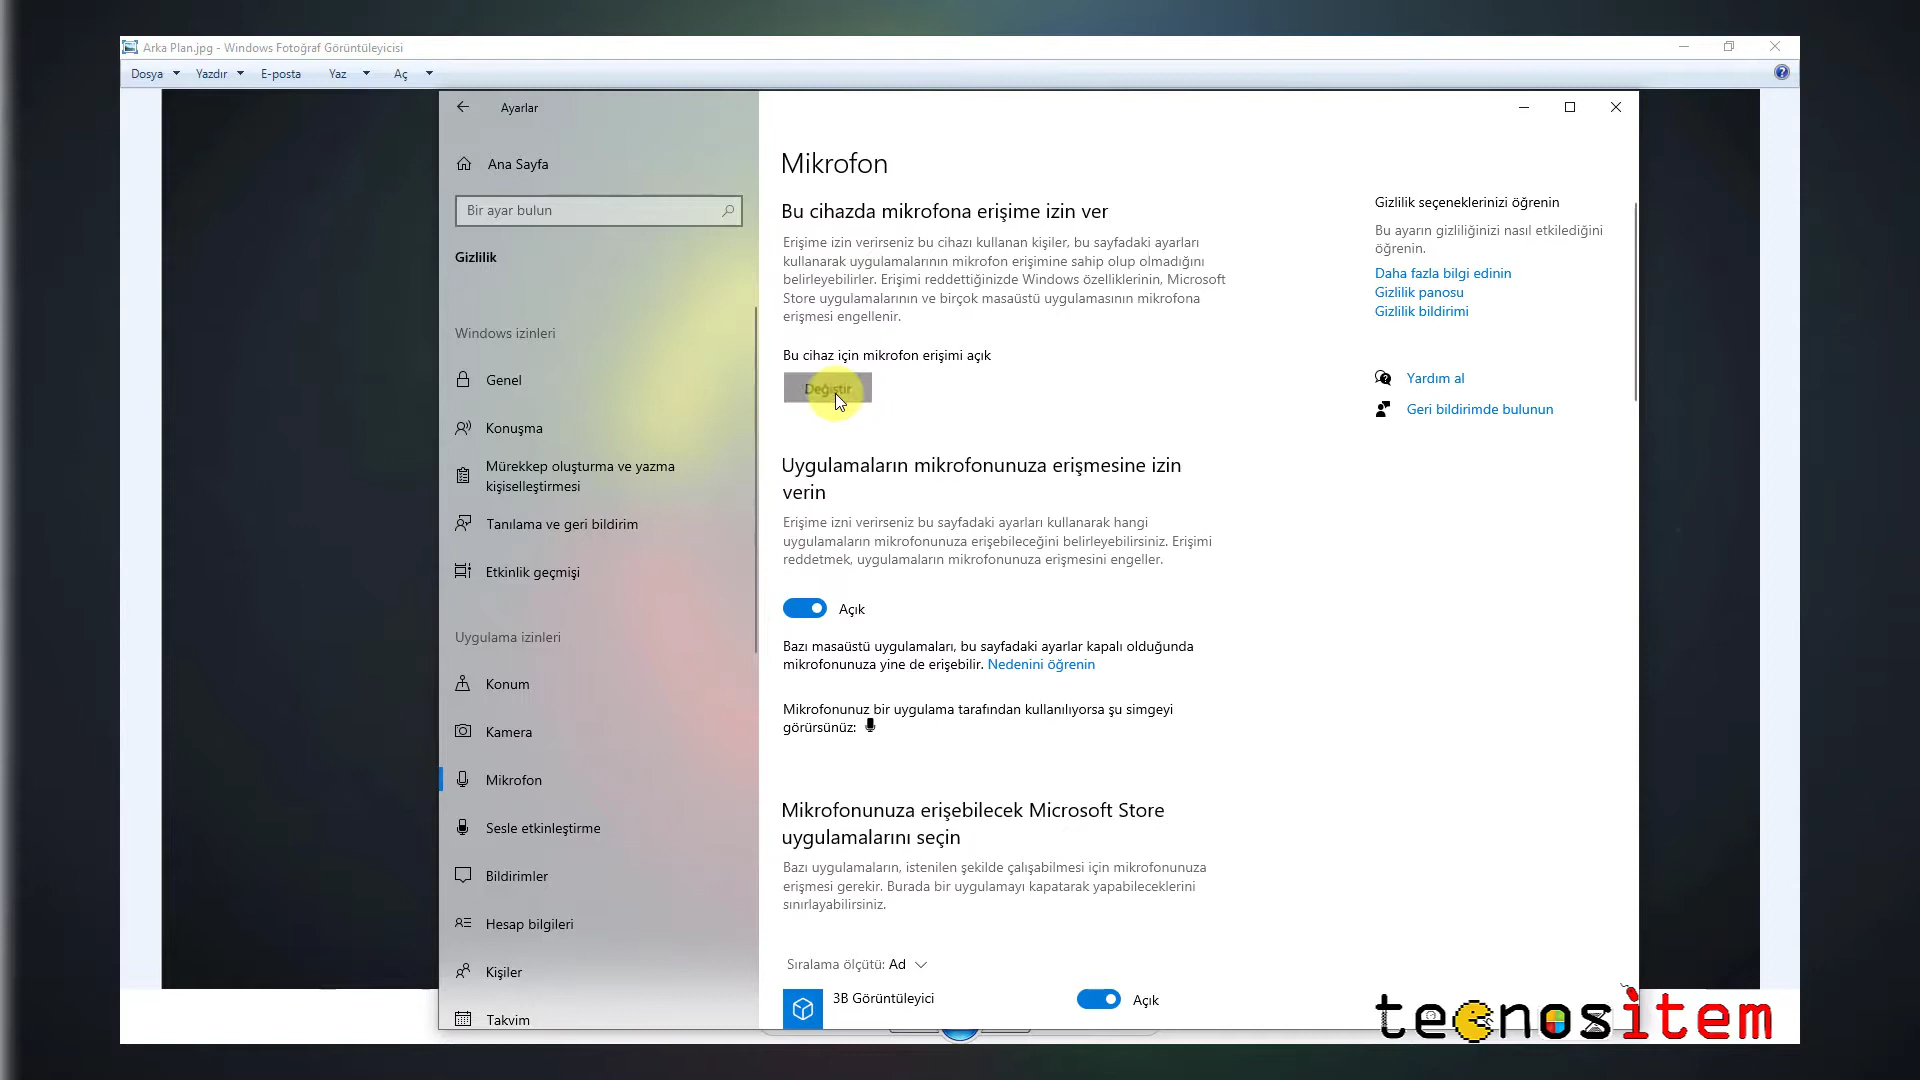 Arka Plan.jpg - Windows Fotoğraf Görüntüleyicisi
Dosya Yazdır E-posta Yaz Aç
Ayarlar
Ana Sayfa
Bir ayar bulun
Gizlilik
Windows izinleri
Genel
Konuşma
Mürekkep oluşturma ve yazma
kişiselleştirmesi
Tanılama ve geri bildirim
Etkinlik geçmişi
Uygulama izinleri
Konum
Kamera
Mikrofon
Sesle etkinleştirme
Bildirimler
Hesap bilgileri
Kişiler
Takvim
Mikrofon
Bu cihazda mikrofona erişime izin ver
Erişime izin verirseniz bu cihazı kullanan kişiler, bu sayfadaki ayarları
kullanarak uygulamalarının mikrofon erişimine sahip olup olmadığını
belirleyebilirler. Erişimi reddettiğinizde Windows özelliklerinin, Microsoft
Store uygulamalarının ve birçok masaüstü uygulamasının mikrofona
erişmesi engellenir.
Bu cihaz için mikrofon erişimi açık
Değiştir
Uygulamaların mikrofonunuza erişmesine izin
verin
Erişime izni verirseniz bu sayfadaki ayarları kullanarak hangi
uygulamaların mikrofonunuza erişebileceğini belirleyebilirsiniz. Erişimi
reddetmek, uygulamaların mikrofonunuza erişmesini engeller.
Açık
Bazı masaüstü uygulamaları, bu sayfadaki ayarlar kapalı olduğunda
mikrofonunuza yine de erişebilir. Nedenini öğrenin
Mikrofonunuz bir uygulama tarafından kullanılıyorsa şu simgeyi
görürsünüz:
Mikrofonunuza erişebilecek Microsoft Store
uygulamalarını seçin
Bazı uygulamaların, istenilen şekilde çalışabilmesi için mikrofonunuza
erişmesi gerekir. Burada bir uygulamayı kapatarak yapabileceklerini
sınırlayabilirsiniz.
Sıralama ölçütü: Ad
3B Görüntüleyici Açık
Gizlilik seçeneklerinizi öğrenin
Bu ayarın gizliliğinizi nasıl etkilediğini
öğrenin.
Daha fazla bilgi edinin
Gizlilik panosu
Gizlilik bildirimi
Yardım al
Geri bildirimde bulunun
tecnositem